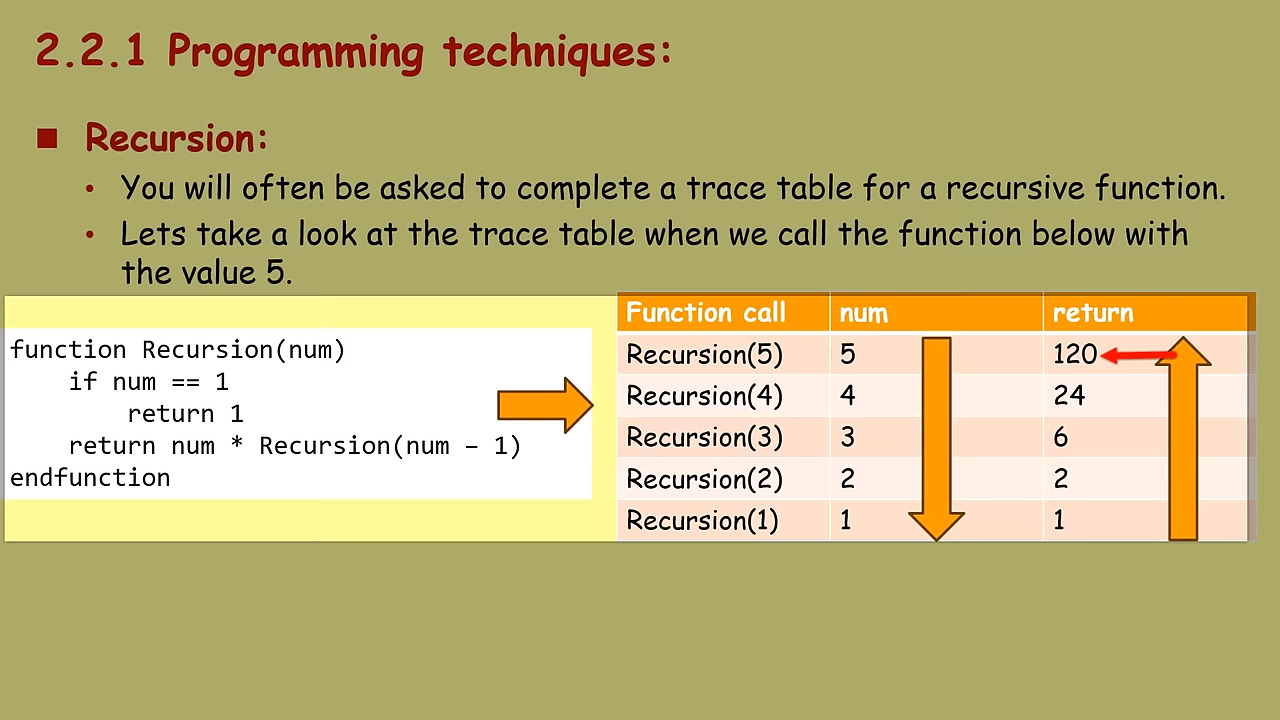 2.2.1 Programming techniques:
Recursion:
• You will often be asked to complete a trace table for a recursive function.
• Lets take a look at the trace table when we call the function below with
the value 5.
function Recursion(num)
if num == 1
return 1
return num * Recursion(num – 1)
endfunction
Function call num return
Recursion(5) 5 120
Recursion(4) 4 24
Recursion(3) 3 6
Recursion(2) 2 2
Recursion(1) 1 1